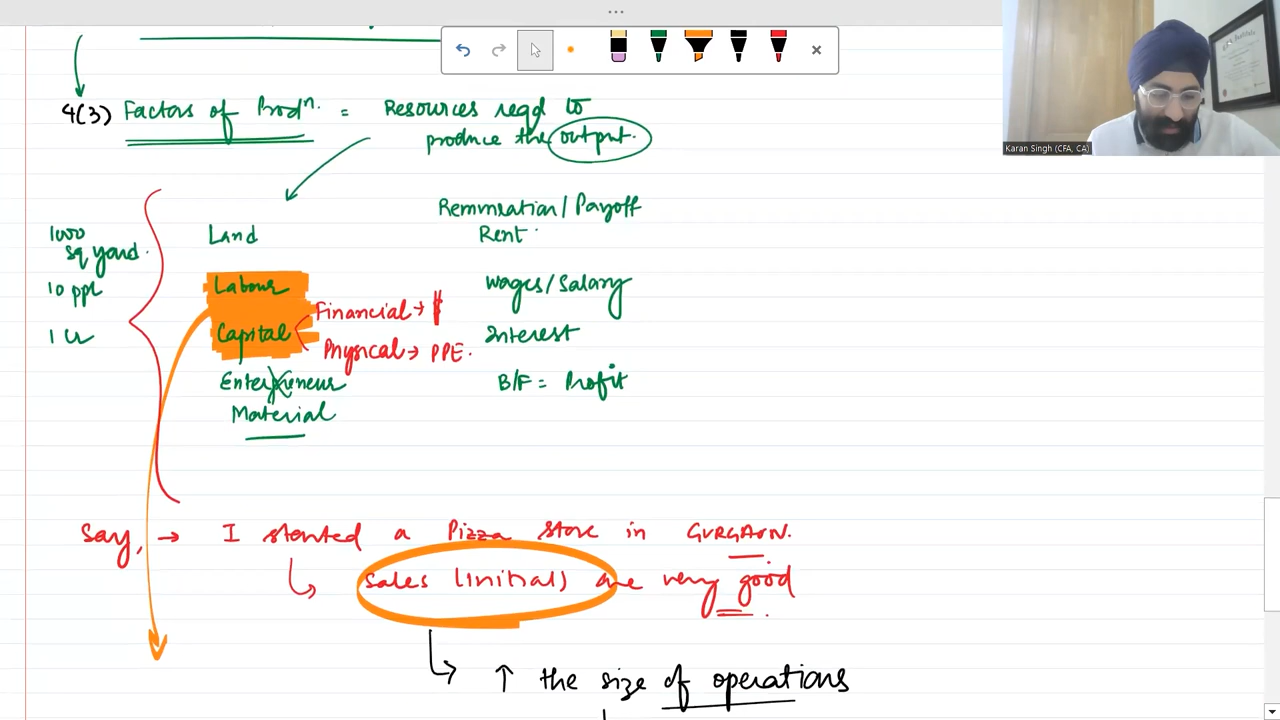 4(3) Factors of Prodⁿ. = Resources reqd to
produce the output.
Remmreation/Payoff
1000 sq yard. Land Rent
10 ppl Labour Wages/Salary
Financial → $
1 Cr Capital Interest
Physical → PPE.
Enterpreneur B/F = Profit
Material
Say, → I started a Pizza store in GURGAON.
Sales (initial) are very good
↳ ↑ the size of operations
Karan Singh (CFA, CA)